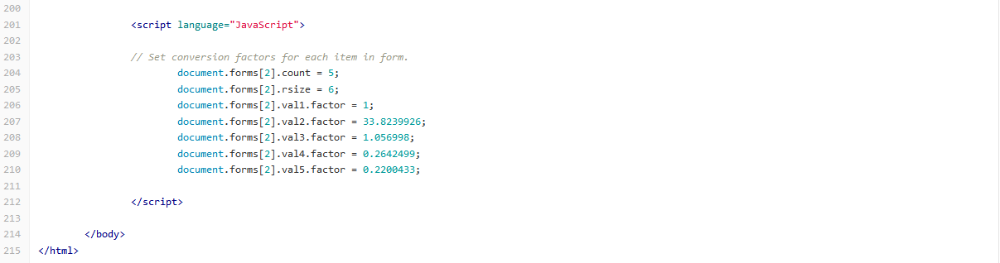 200
201 <script language="JavaScript">
202
203 // Set conversion factors for each item in form.
204 document.forms[2].count = 5;
205 document.forms[2].rsize = 6;
206 document.forms[2].val1.factor = 1;
207 document.forms[2].val2.factor = 33.8239926;
208 document.forms[2].val3.factor = 1.056998;
209 document.forms[2].val4.factor = 0.2642499;
210 document.forms[2].val5.factor = 0.2200433;
211
212 </script>
213
214 </body>
215 </html>